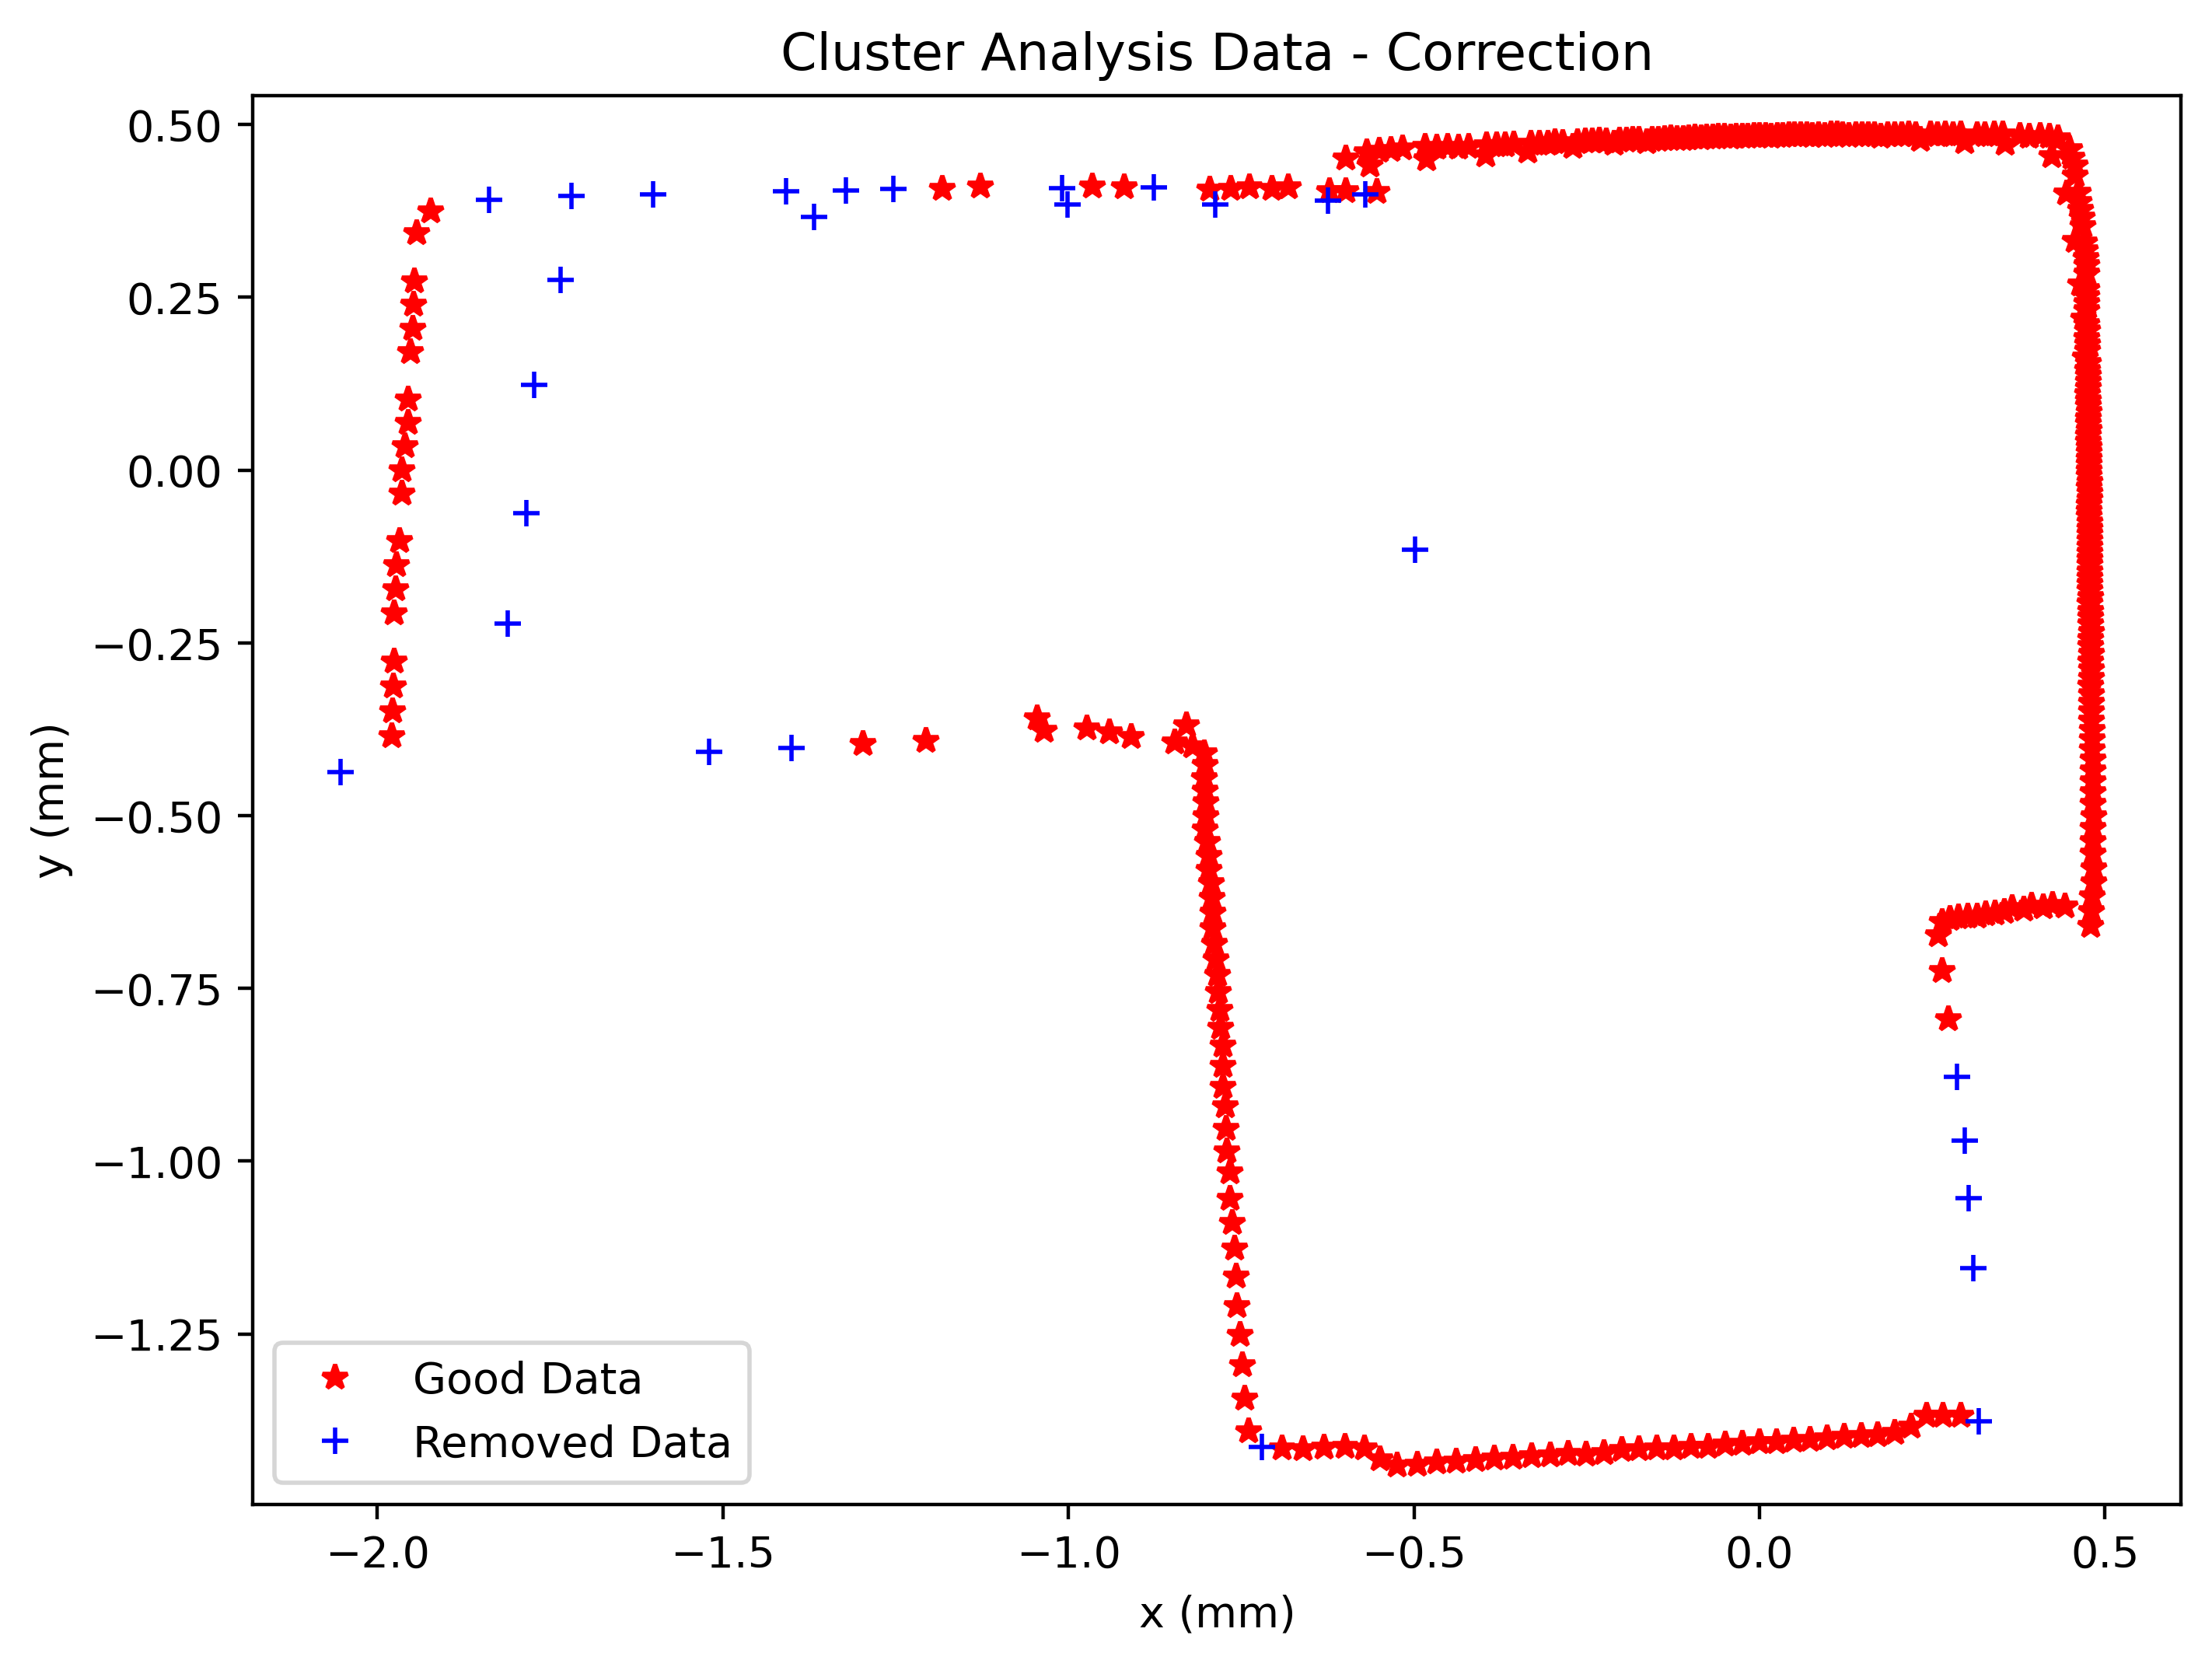 Cluster Analysis Data - Correction
0.50
0.25
0.00
−0.25
−0.50
−0.75
−1.00
−1.25
y (mm)
Good Data
Removed Data
−2.0 −1.5 −1.0 −0.5 0.0 0.5
x (mm)